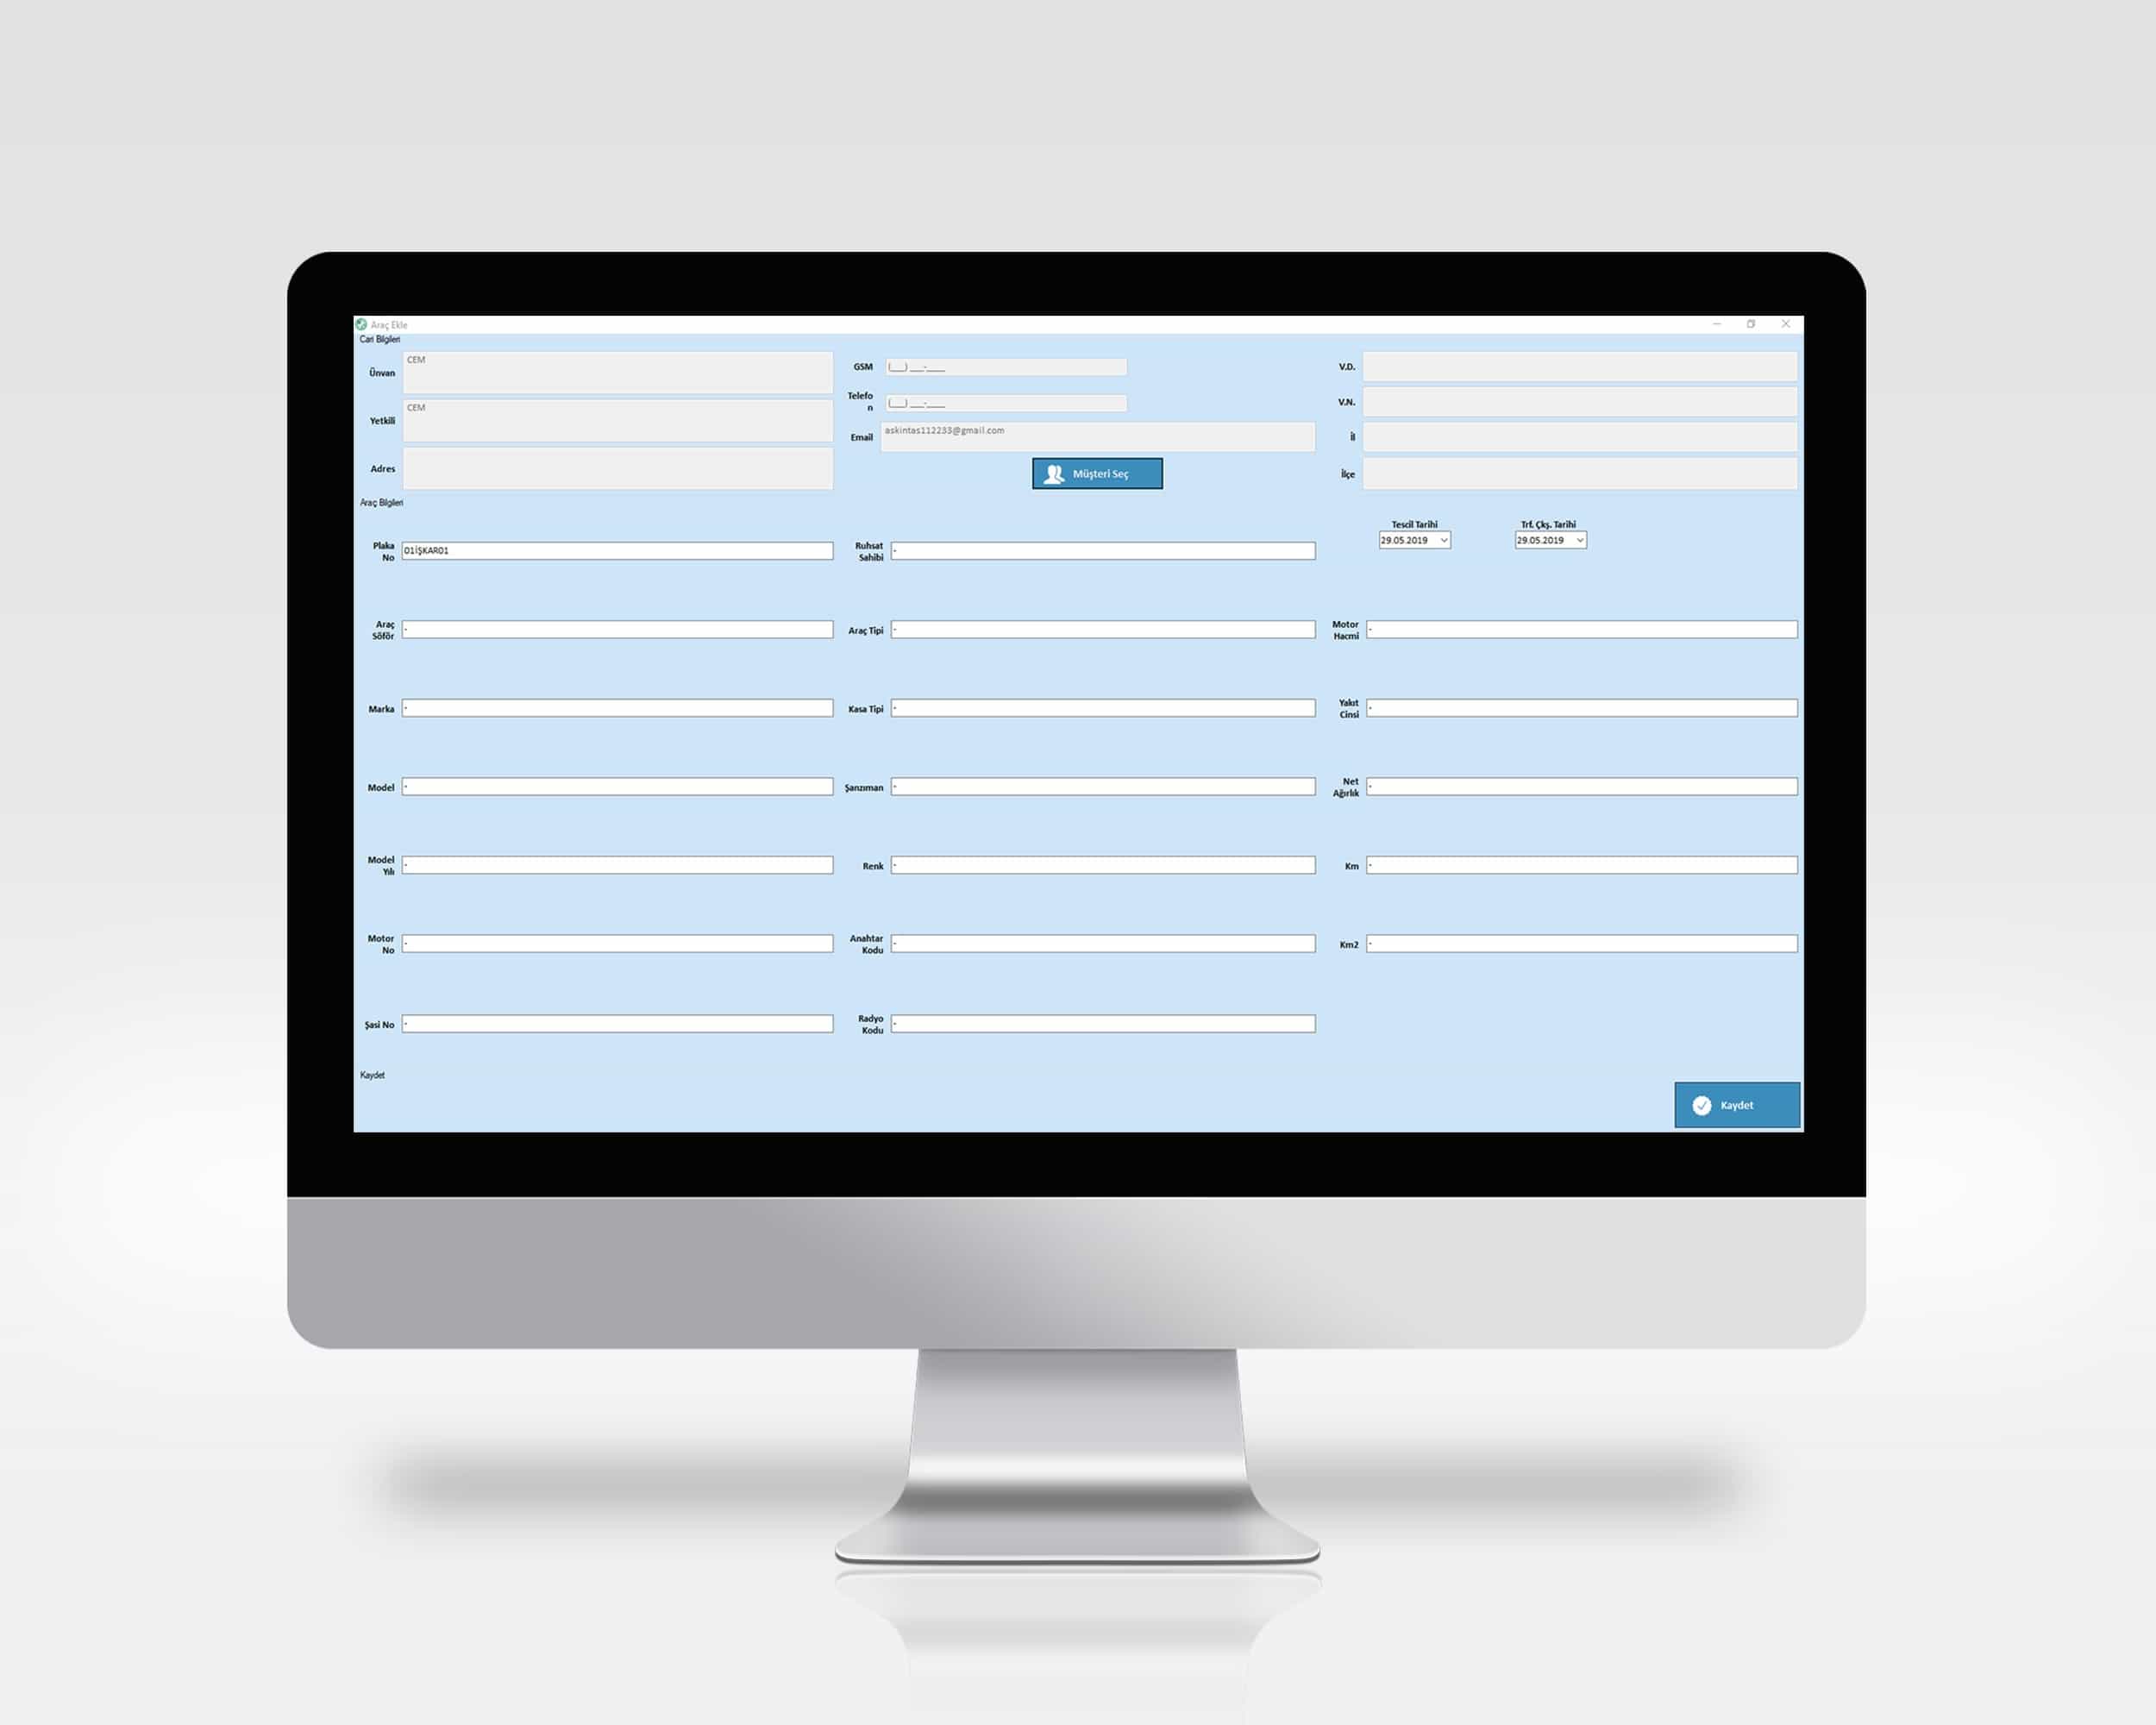 Araç Ekle
Cari Bilgileri
Ünvan
CEM
Yetkili
CEM
Adres
GSM
(___) ___-____
Telefo
n
(___) ___-____
Email
askintas112233@gmail.com
Müşteri Seç
V.D.
V.N.
İl
İlçe
Araç Bilgileri
Plaka
No
01İŞKAR01
Ruhsat
Sahibi
-
Tescil Tarihi
29.05.2019
Trf. Çkş. Tarihi
29.05.2019
Araç
Söför
-
Araç Tipi
-
Motor
Hacmi
-
Marka
-
Kasa Tipi
-
Yakıt
Cinsi
-
Model
-
Şanzıman
-
Net
Ağırlık
-
Model
Yılı
-
Renk
-
Km
-
Motor
No
-
Anahtar
Kodu
-
Km2
-
Şasi No
-
Radyo
Kodu
-
Kaydet
Kaydet